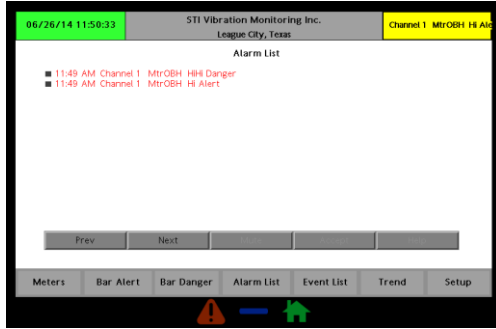 06/26/14 11:50:33
STI Vibration Monitoring Inc.
League City, Texas
Channel 1 MtrOBH Hi Ale
Alarm List
11:49 AM Channel 1 MtrOBH HiHi Danger
11:49 AM Channel 1 MtrOBH Hi Alert
Prev Next
Meters Bar Alert Bar Danger Alarm List Event List Trend Setup